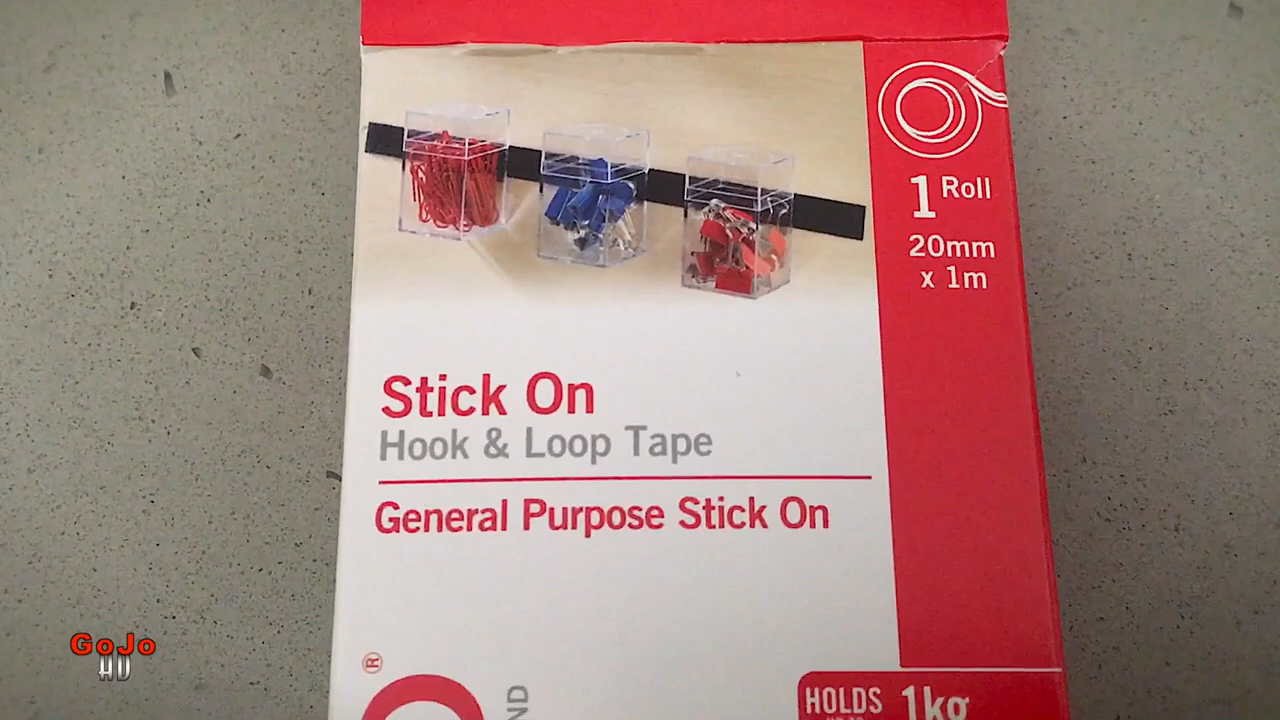 1 Roll
20mm
x 1m
Stick On
Hook & Loop Tape
General Purpose Stick On
®
HOLDS 1kg
GoJo
HD